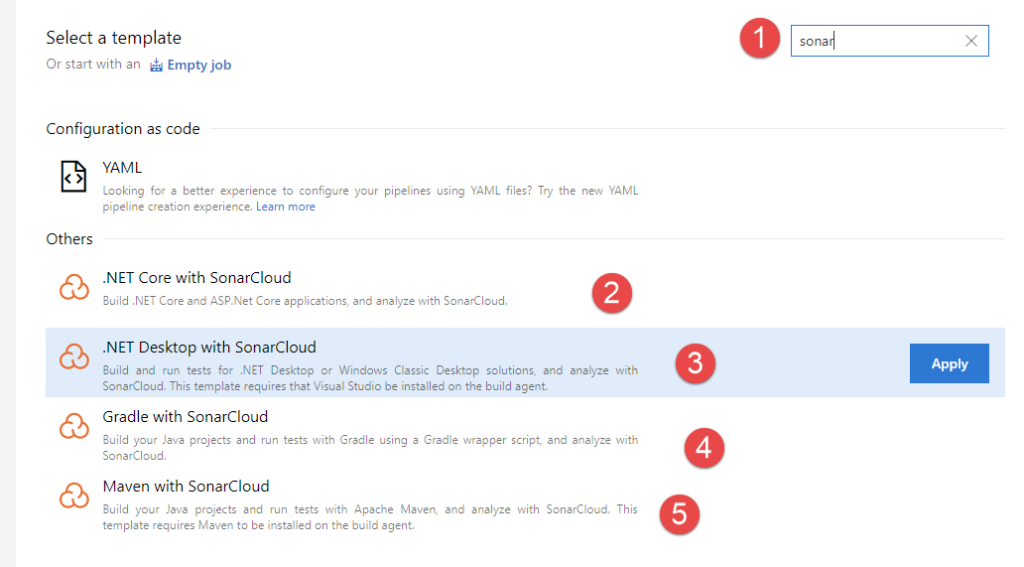 Select a template
1
sonar
Or start with an Empty job
Configuration as code
YAML
Looking for a better experience to configure your pipelines using YAML files? Try the new YAML
pipeline creation experience. Learn more
Others
.NET Core with SonarCloud
Build .NET Core and ASP.Net Core applications, and analyze with SonarCloud.
2
.NET Desktop with SonarCloud
Build and run tests for .NET Desktop or Windows Classic Desktop solutions, and analyze with
SonarCloud. This template requires that Visual Studio be installed on the build agent.
3
Apply
Gradle with SonarCloud
Build your Java projects and run tests with Gradle using a Gradle wrapper script, and analyze with
SonarCloud.
4
Maven with SonarCloud
Build your Java projects and run tests with Apache Maven, and analyze with SonarCloud. This
template requires Maven to be installed on the build agent.
5